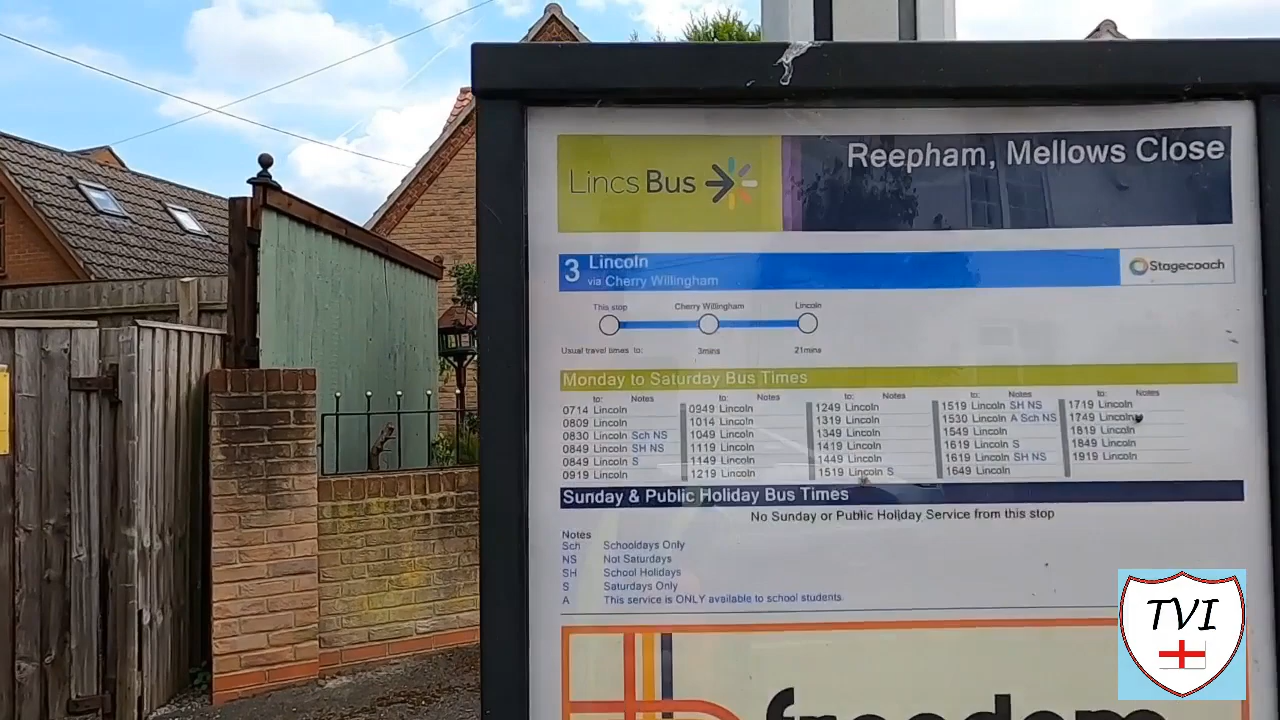 Lincs Bus
Reepham, Mellows Close
3 Lincoln
via Cherry Willingham
Stagecoach
This stop Cherry Willingham Lincoln
Usual travel times to: 3mins 21mins
Monday to Saturday Bus Times
to: Notes to: Notes to: Notes to: Notes to: Notes
0714 Lincoln 0949 Lincoln 1249 Lincoln 1519 Lincoln SH NS 1719 Lincoln
0809 Lincoln 1014 Lincoln 1319 Lincoln 1530 Lincoln A Sch NS 1749 Lincoln
0830 Lincoln Sch NS 1049 Lincoln 1349 Lincoln 1549 Lincoln 1819 Lincoln
0849 Lincoln SH NS 1119 Lincoln 1419 Lincoln 1619 Lincoln S 1849 Lincoln
0849 Lincoln S 1149 Lincoln 1449 Lincoln 1619 Lincoln SH NS 1919 Lincoln
0919 Lincoln 1219 Lincoln 1519 Lincoln S 1649 Lincoln
Sunday & Public Holiday Bus Times
No Sunday or Public Holiday Service from this stop
Notes
Sch Schooldays Only
NS Not Saturdays
SH School Holidays
S Saturdays Only
A This service is ONLY available to school students
freedom
TVI